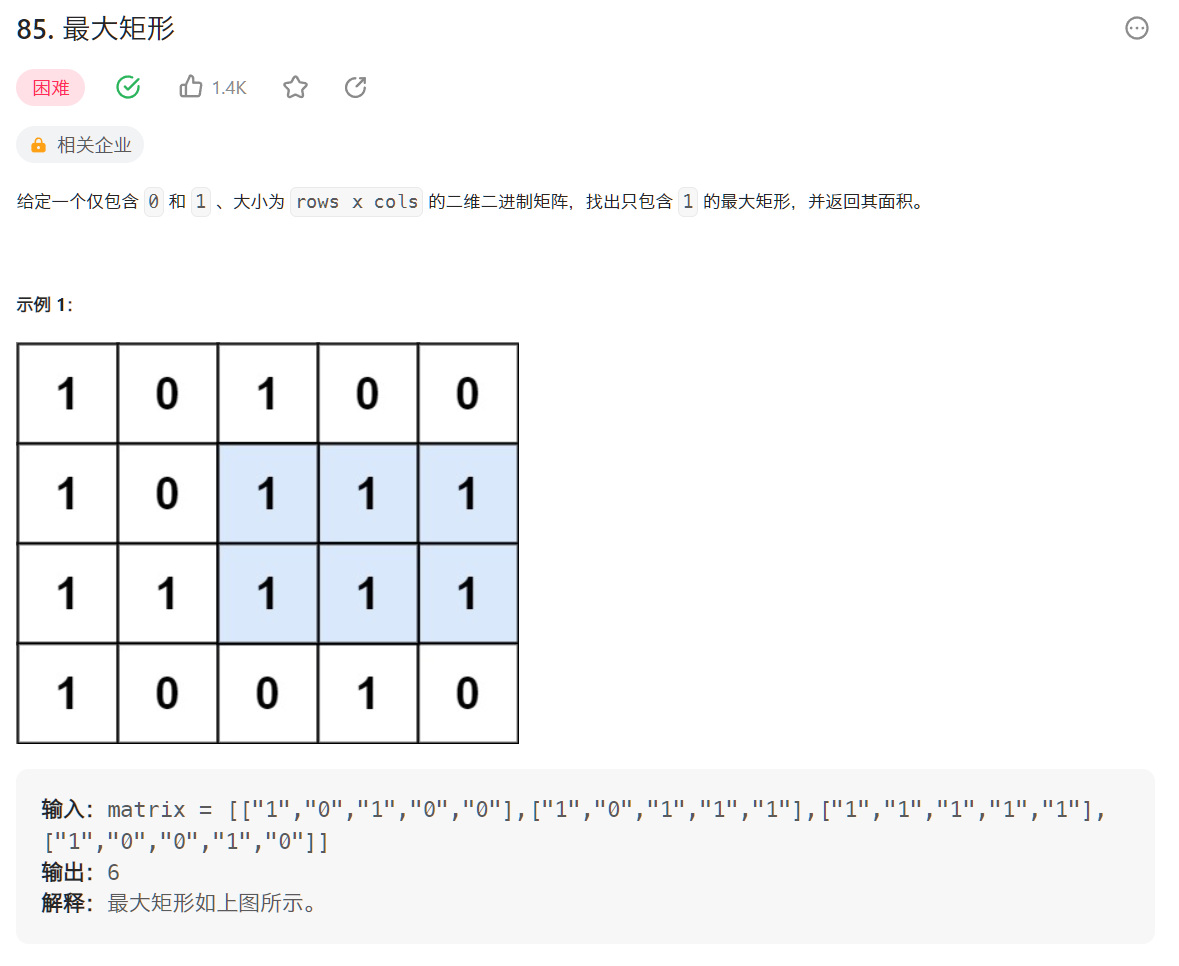 85. 最大矩形
困难
1.4K
相关企业
给定一个仅包含 0 和 1 、大小为 rows x cols 的二维二进制矩阵，找出只包含 1 的最大矩形，并返回其面积。
示例 1：
1 0 1 0 0
1 0 1 1 1
1 1 1 1 1
1 0 0 1 0
输入：matrix = [["1","0","1","0","0"],["1","0","1","1","1"],["1","1","1","1","1"],
["1","0","0","1","0"]]
输出：6
解释：最大矩形如上图所示。